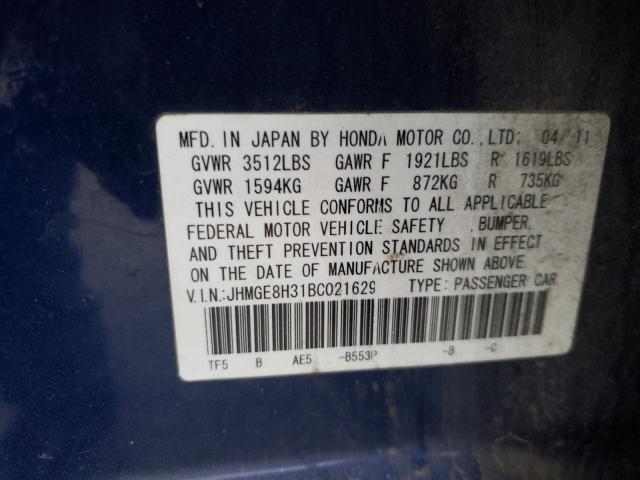 MFD. IN JAPAN BY HONDA MOTOR CO.,LTD: 04/11
GVWR 3512LBS GAWR F 1921LBS R 1619LBS
GVWR 1594KG GAWR F 872KG R 735KG
THIS VEHICLE CONFORMS TO ALL APPLICABLE
FEDERAL MOTOR VEHICLE SAFETY ,BUMPER,
AND THEFT PREVENTION STANDARDS IN EFFECT
ON THE DATE OF MANUFACTURE SHOWN ABOVE.
V.I.N.:JHMGE8H31BC021629 TYPE: PASSENGER CAR
TF5 B AE5 -B553P -B -C